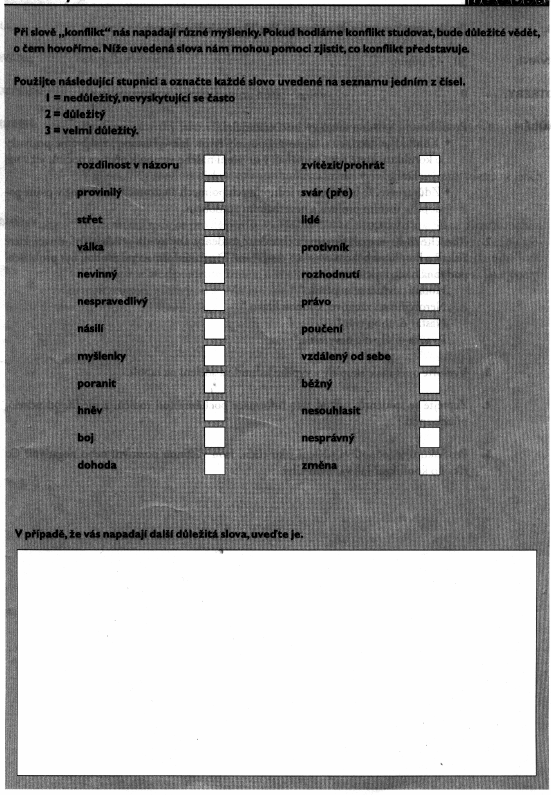 Při slově „konflikt“ nás napadají různé myšlenky. Pokud hodláme konflikt studovat, bude důležité vědět,
o čem hovoříme. Níže uvedená slova nám mohou pomoci zjistit, co konflikt představuje.
Použijte následující stupnici a označte každé slovo uvedené na seznamu jedním z čísel.
1 = nedůležitý, nevyskytující se často
2 = důležitý
3 = velmi důležitý.
rozdílnost v názoru
provinilý
střet
válka
nevinný
nespravedlivý
násilí
myšlenky
poranit
hněv
boj
dohoda
zvítězit/prohrát
svár (pře)
lidé
protivník
rozhodnutí
právo
poučení
vzdálený od sebe
běžný
nesouhlasit
nesprávný
změna
V případě, že vás napadají další důležitá slova, uveďte je.